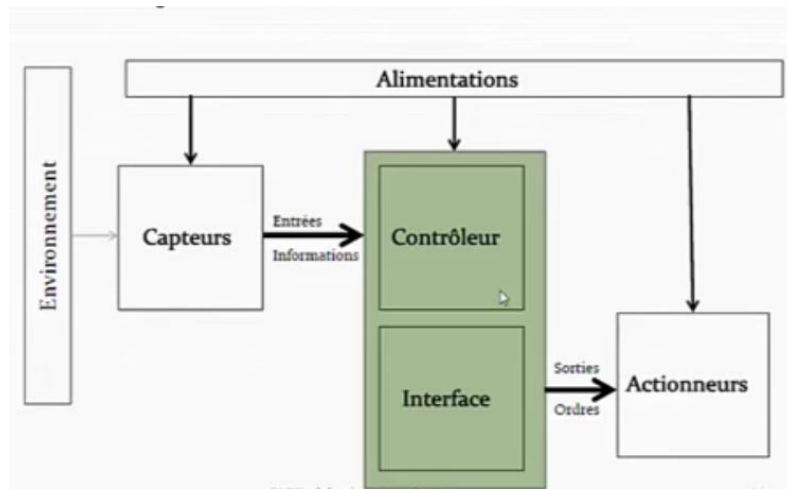 Alimentations
Environnement
Capteurs
Entrées
Informations
Contrôleur
Interface
Sorties
Ordres
Actionneurs